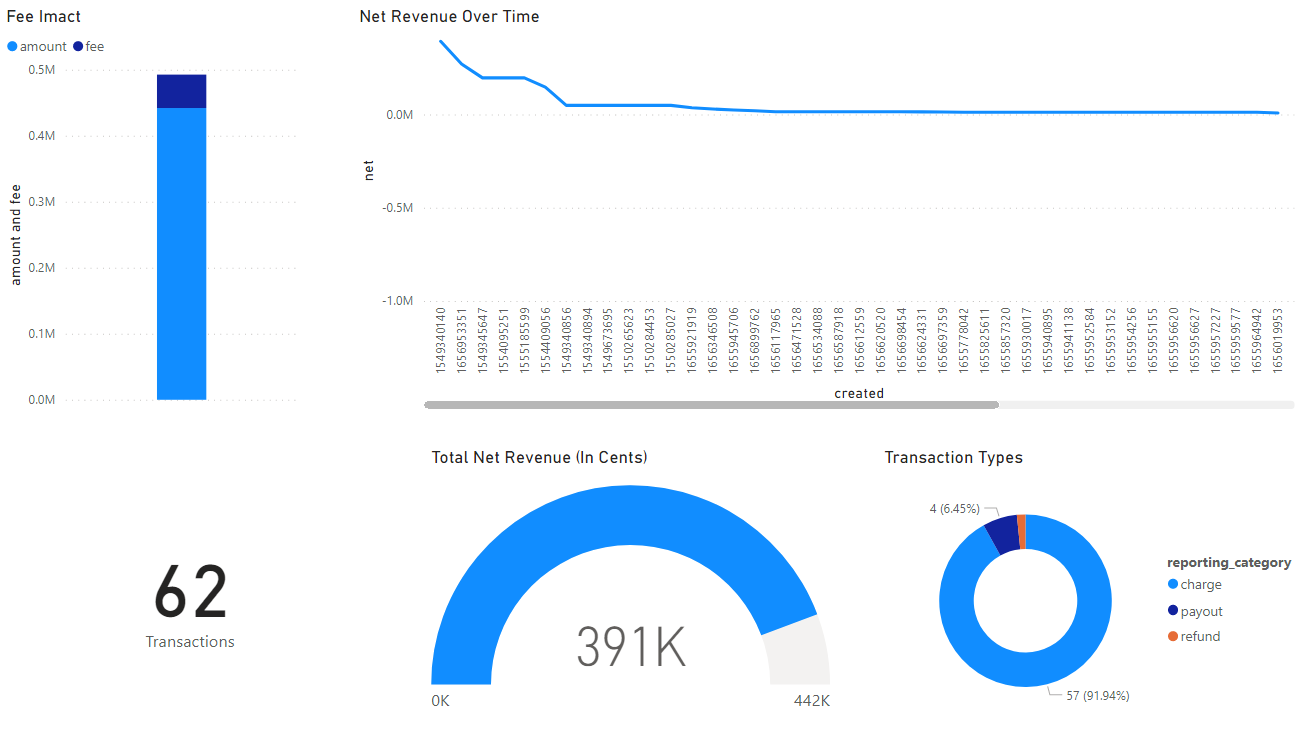 Fee Imact
amount fee
0.5M
0.4M
0.3M
0.2M
0.1M
0.0M
amount and fee
Net Revenue Over Time
0.0M
-0.5M
-1.0M
net
1549340140
1656953351
1549345647
1554095251
1555185599
1554409056
1549340856
1549340894
1549673695
1550265623
1550284453
1550285027
1655921919
1656346508
1655945706
1656899762
1656117965
1656471528
1656534088
1656587918
1656612559
1656620520
1656698454
1656624331
1656697359
1655778042
1655825611
1655857320
1655930017
1655940895
1655941138
1655952584
1655953152
1655954256
1655955155
1655956620
1655956627
1655957227
1655959577
1655964942
1656019953
created
62
Transactions
Total Net Revenue (In Cents)
391K
0K
442K
Transaction Types
4 (6.45%)
57 (91.94%)
reporting_category
charge
payout
refund